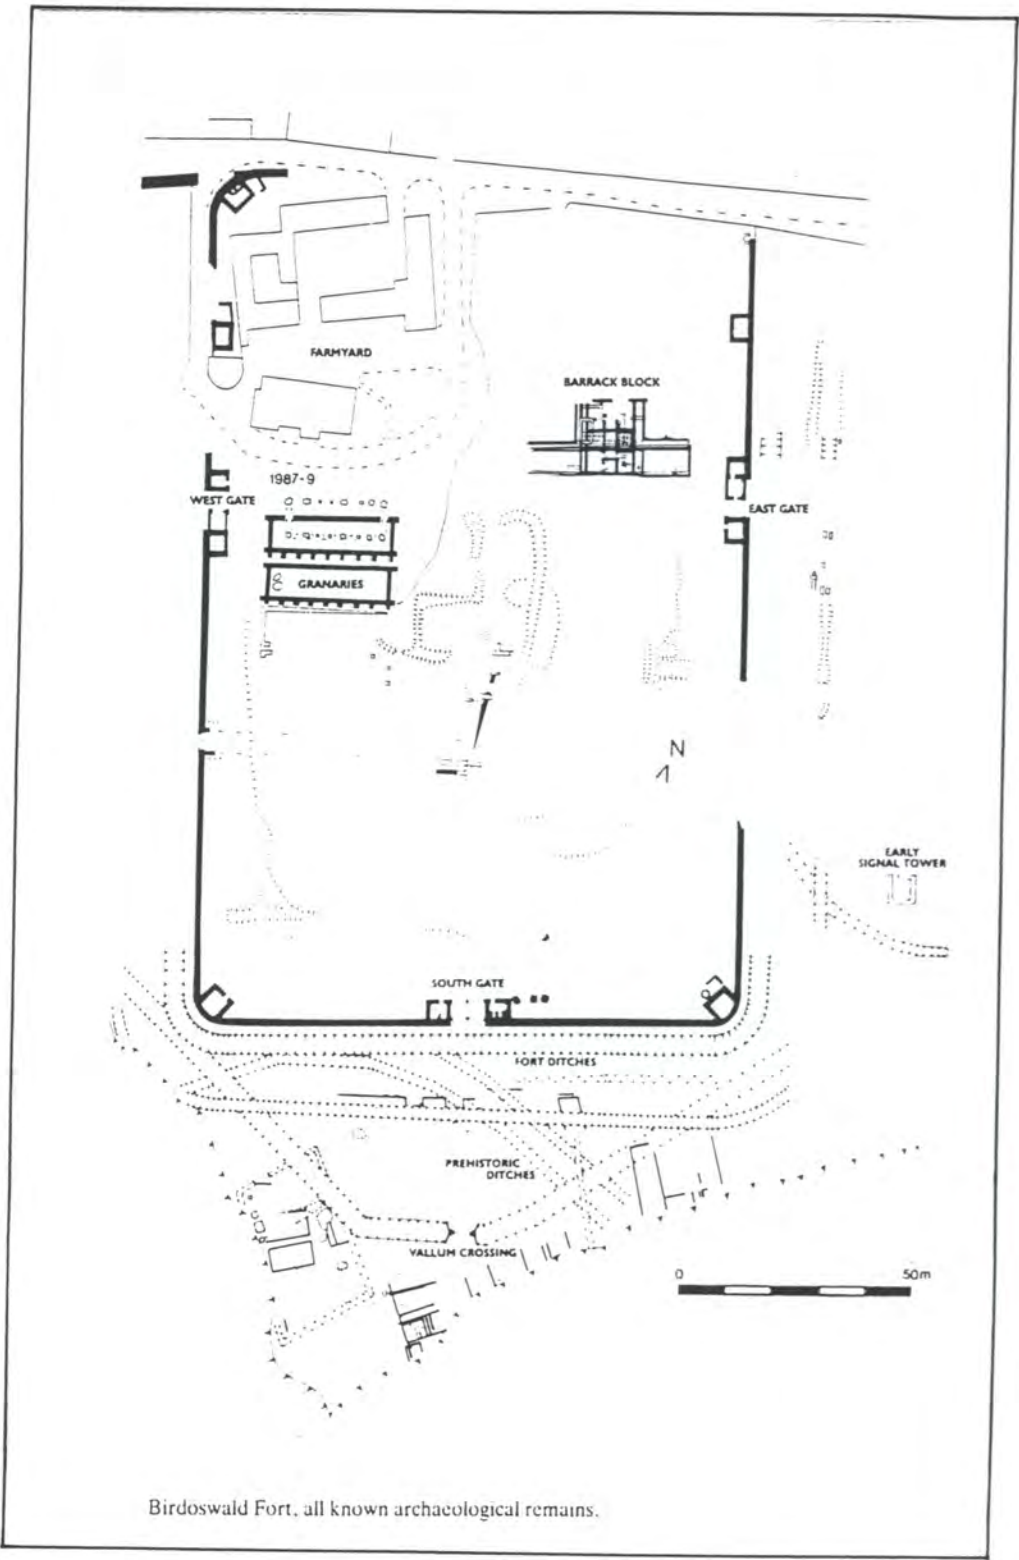 FARMYARD
BARRACK BLOCK
1987-9
WEST GATE
EAST GATE
GRANARIES
N
EARLY
SIGNAL TOWER
SOUTH GATE
FORT DITCHES
PREHISTORIC
DITCHES
VALLUM CROSSING
0 50m
Birdoswald Fort, all known archaeological remains.